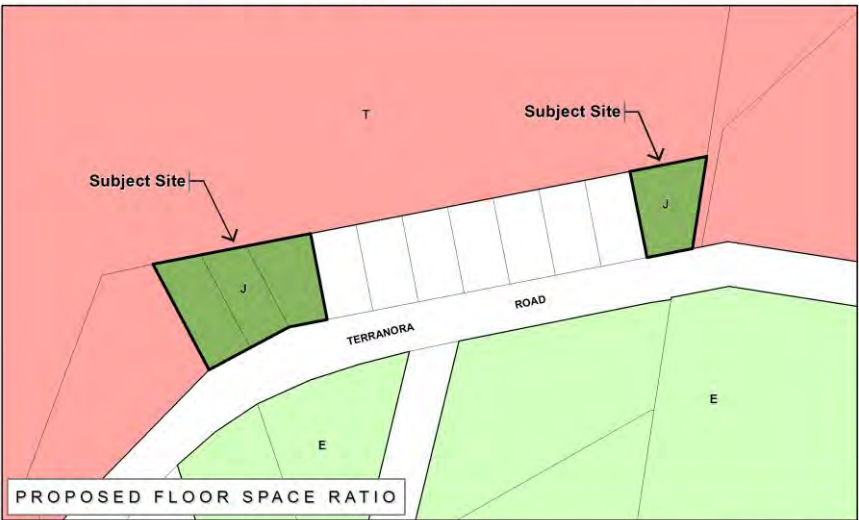 T
Subject Site
Subject Site
J
J
TERRANORA ROAD
E
E
PROPOSED FLOOR SPACE RATIO